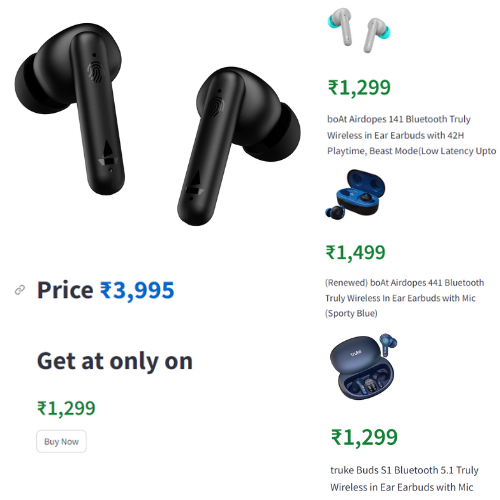 Price ₹3,995
Get at only on
₹1,299
Buy Now
₹1,299
boAt Airdopes 141 Bluetooth Truly
Wireless in Ear Earbuds with 42H
Playtime, Beast Mode(Low Latency Upto
₹1,499
(Renewed) boAt Airdopes 441 Bluetooth
Truly Wireless In Ear Earbuds with Mic
(Sporty Blue)
truke
₹1,299
truke Buds S1 Bluetooth 5.1 Truly
Wireless in Ear Earbuds with Mic